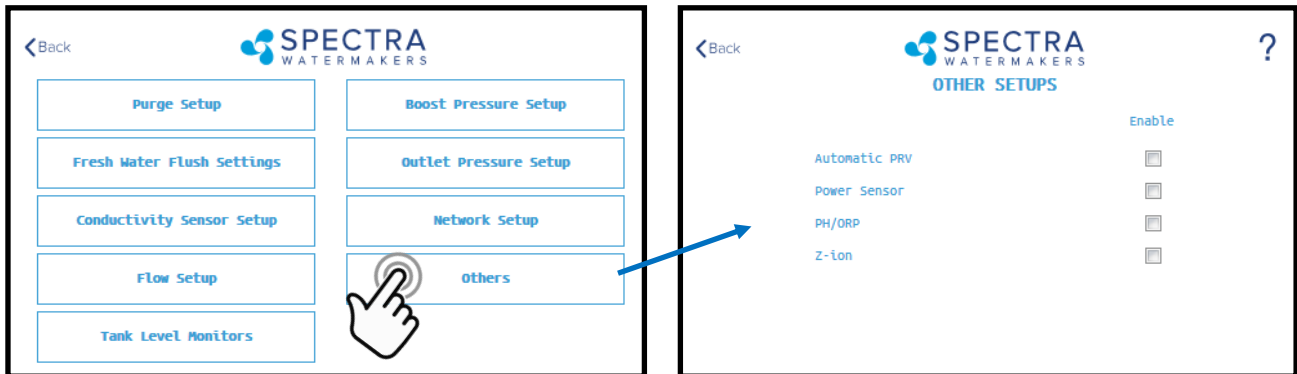 Back
SPECTRA
WATERMAKERS
Purge Setup
Boost Pressure Setup
Fresh Water Flush Settings
Outlet Pressure Setup
Conductivity Sensor Setup
Network Setup
Flow Setup
Others
Tank Level Monitors
Back
SPECTRA
WATERMAKERS
?
OTHER SETUPS
Enable
Automatic PRV
Power Sensor
PH/ORP
Z-ion